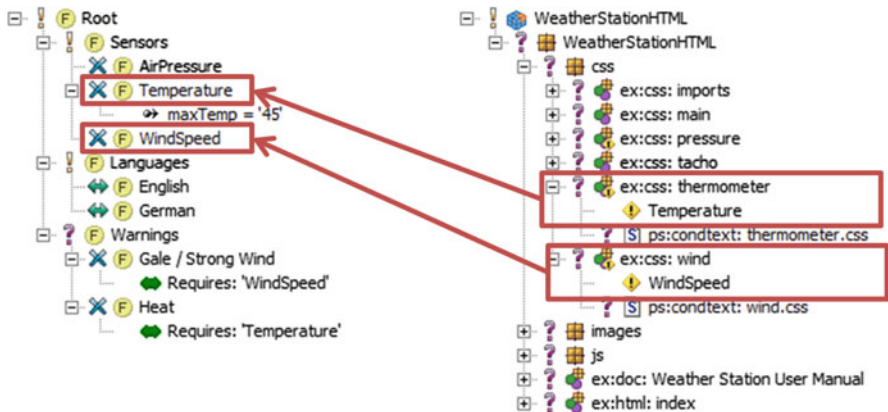 Root
Sensors
AirPressure
Temperature
maxTemp = '45'
WindSpeed
Languages
English
German
Warnings
Gale / Strong Wind
Requires: 'WindSpeed'
Heat
Requires: 'Temperature'
WeatherStationHTML
WeatherStationHTML
css
ex:css: imports
ex:css: main
ex:css: pressure
ex:css: tacho
ex:css: thermometer
Temperature
ps:condtext: thermometer.css
ex:css: wind
WindSpeed
ps:condtext: wind.css
images
js
ex:doc: Weather Station User Manual
ex:html: index